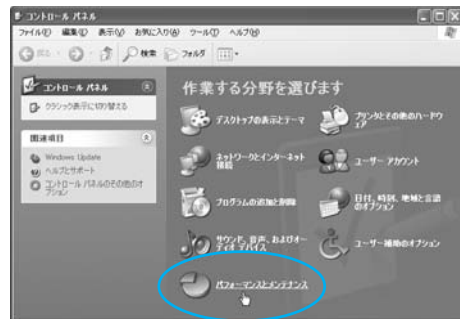 コントロール パネル
ファイル(F) 編集(E) 表示(V) お気に入り(A) ツール(T) ヘルプ(H)
戻る
検索
フォルダ
コントロール パネル
クラシック表示に切り替える
関連項目
Windows Update
ヘルプとサポート
コントロール パネルのその他のオ
プション
作業する分野を選びます
デスクトップの表示とテーマ
プリンタとその他のハードウ
ェア
ネットワークとインターネット
接続
ユーザー アカウント
プログラムの追加と削除
日付、時刻、地域と言語
のオプション
サウンド、音声、およびオー
ディオ デバイス
ユーザー補助のオプション
パフォーマンスとメンテナンス